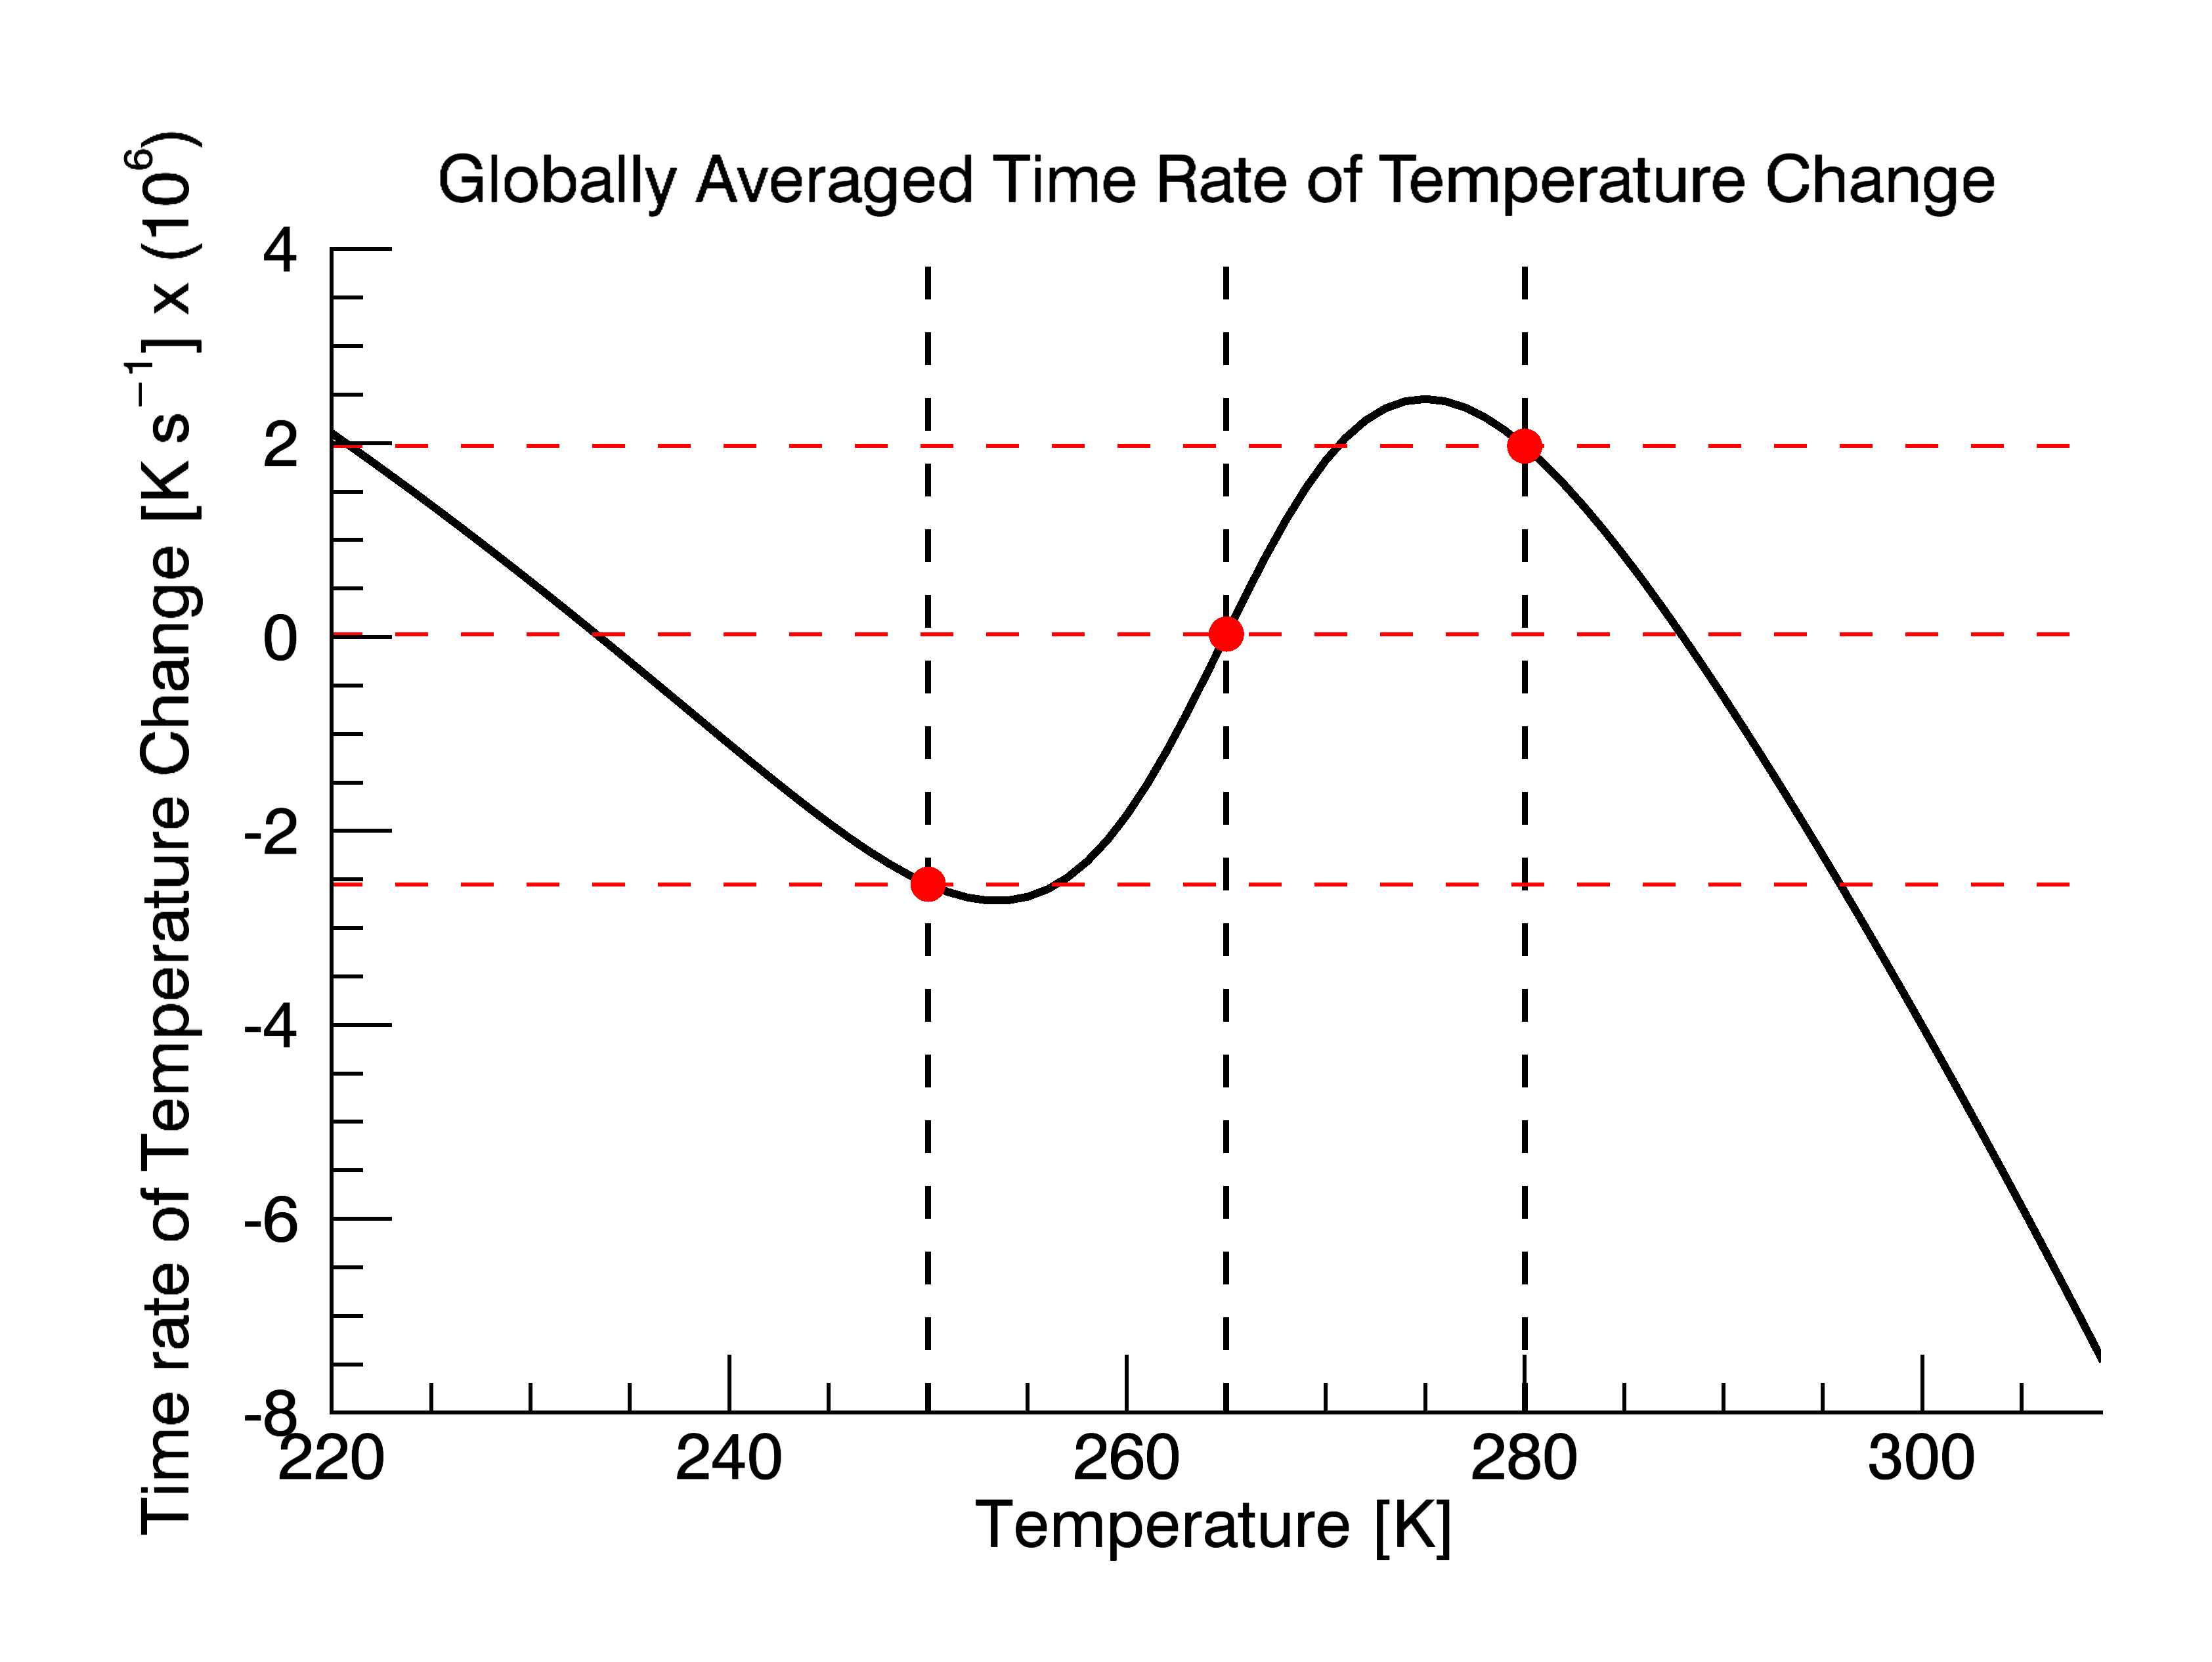 Globally Averaged Time Rate of Temperature Change
Time rate of Temperature Change [K s⁻¹] x (10⁶)
4
2
0
-2
-4
-6
-8
220 240 260 280 300
Temperature [K]